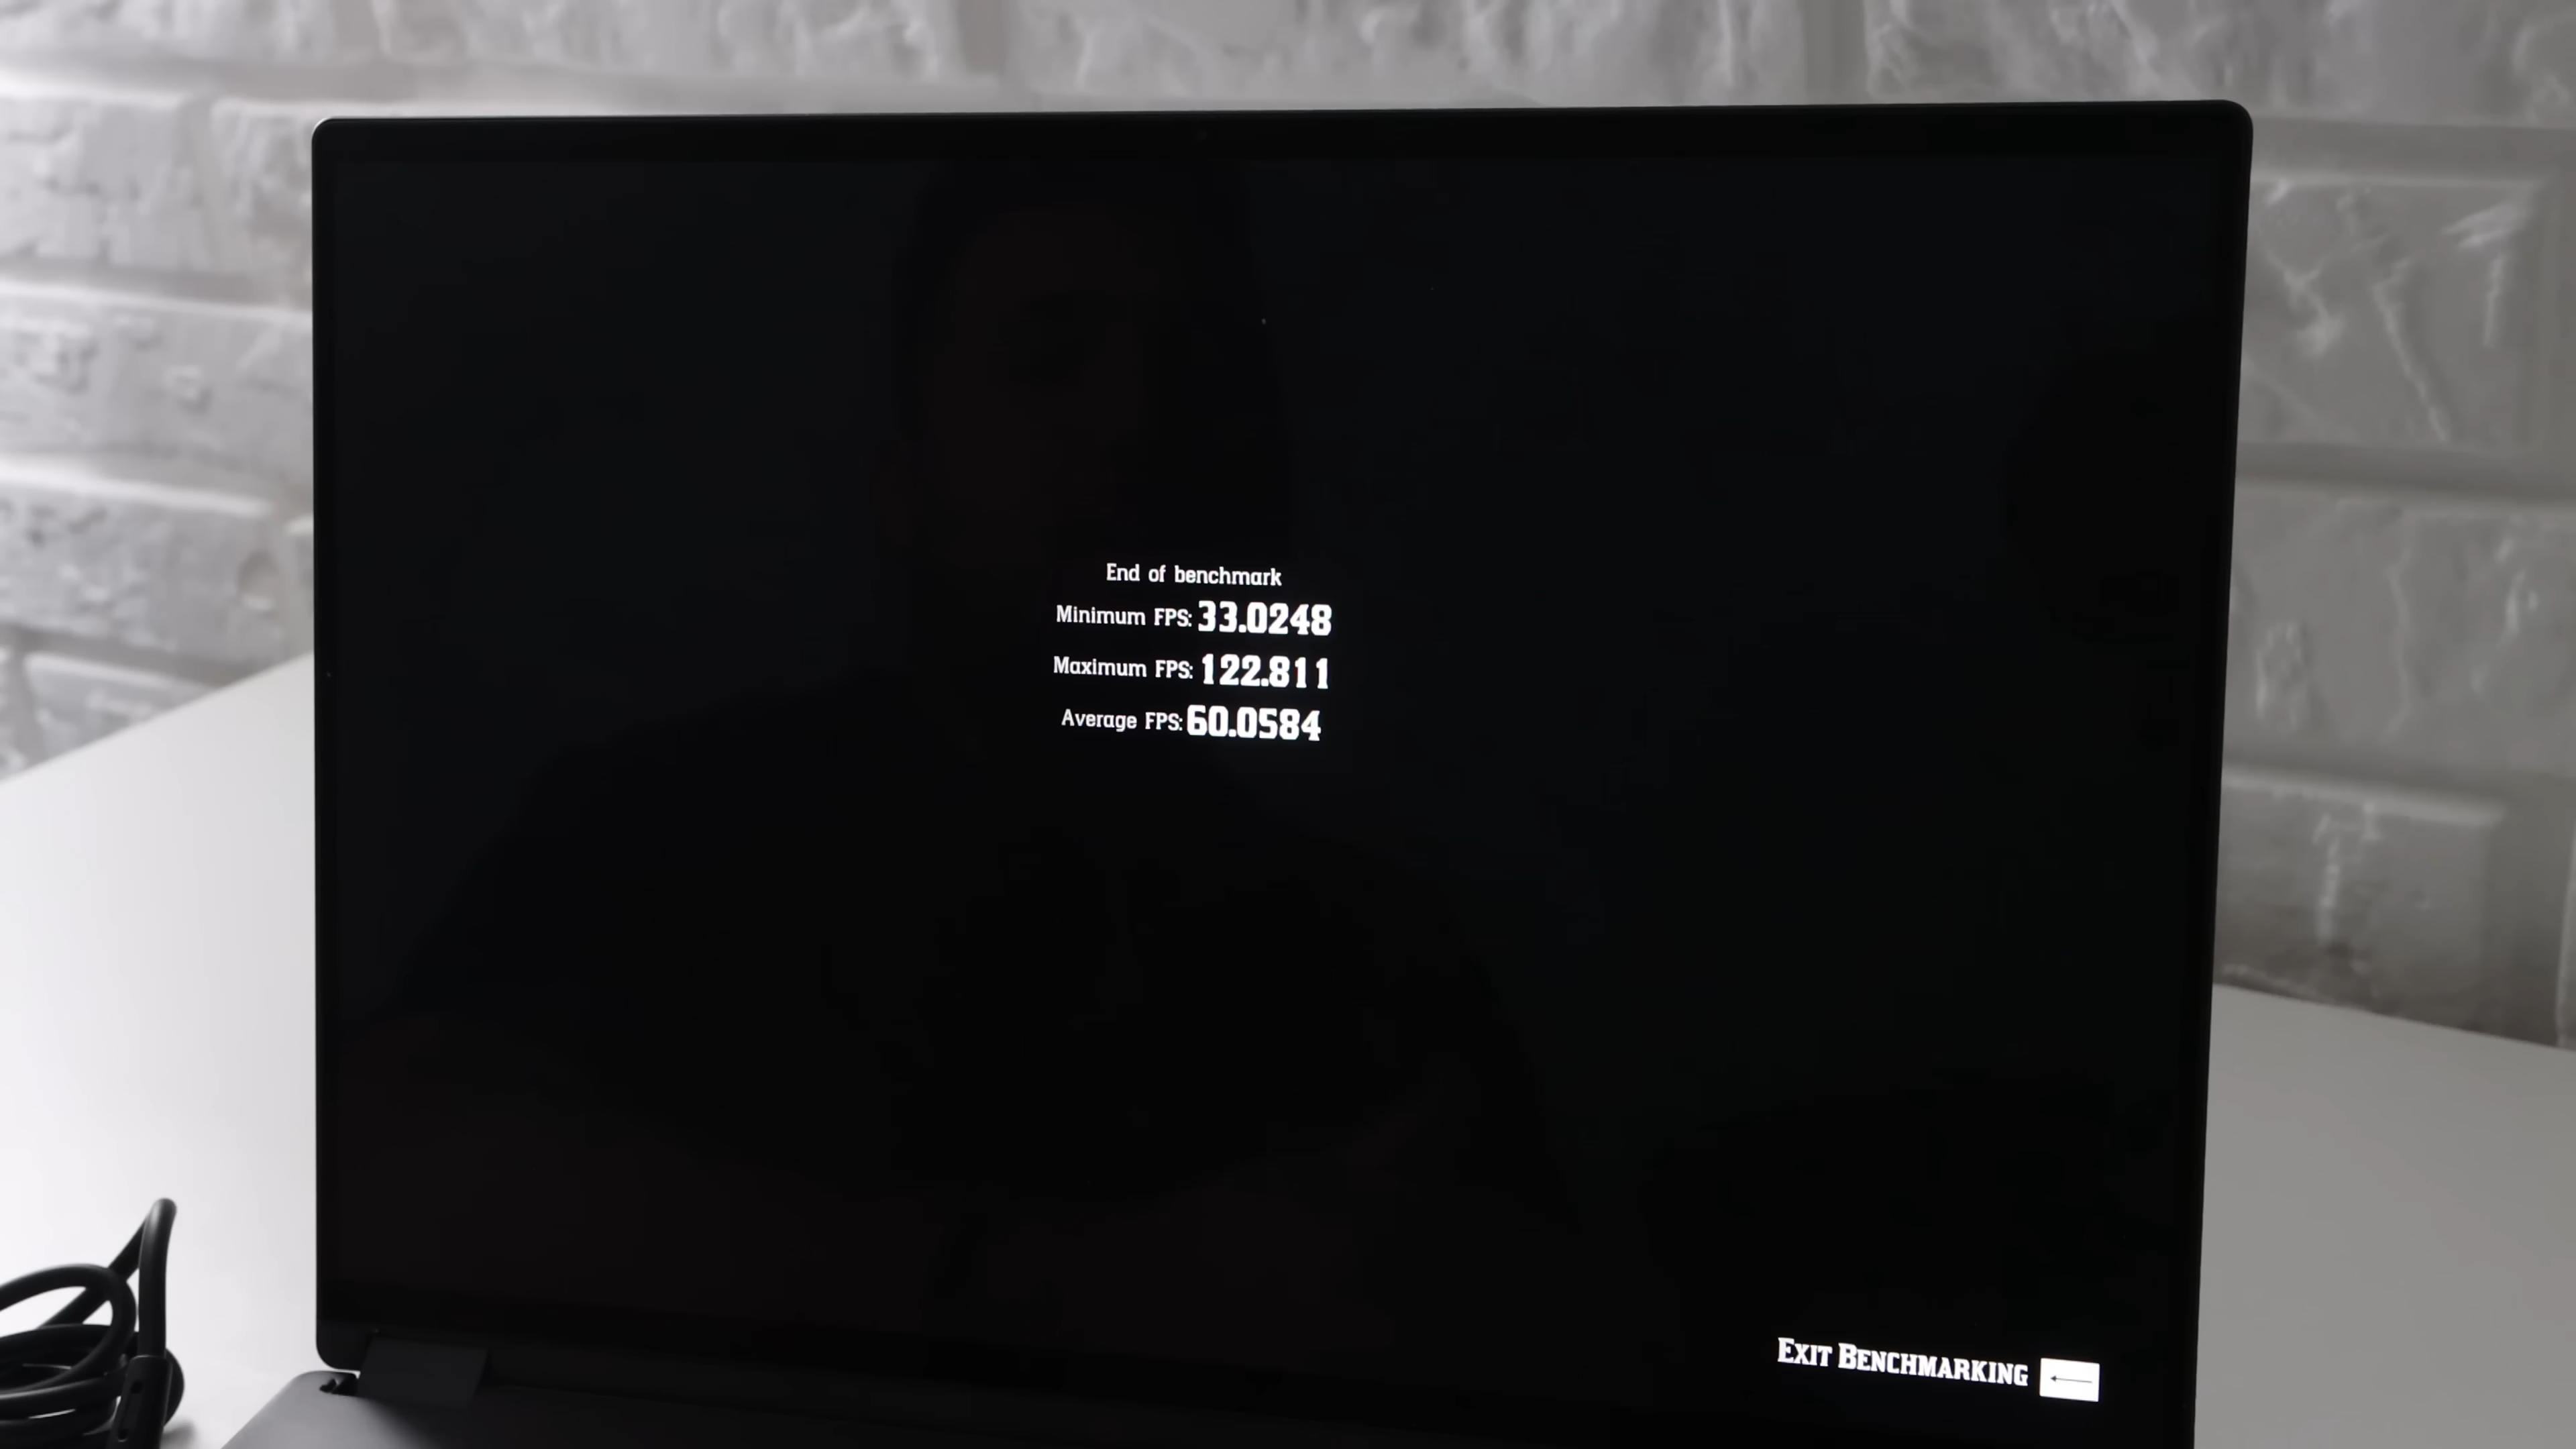 End of benchmark
Minimum FPS: 33.0248
Maximum FPS: 122.811
Average FPS: 60.0584
EXIT BENCHMARKING